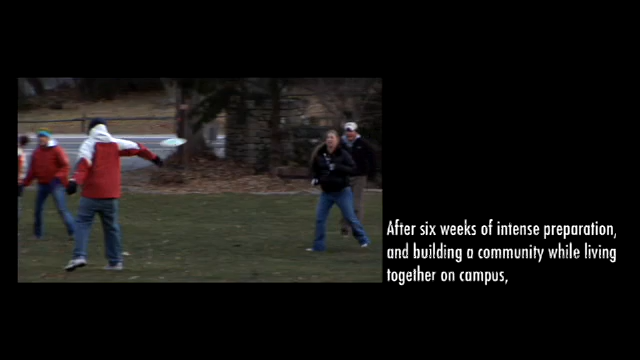 After six weeks of intense preparation,
and building a community while living
together on campus,